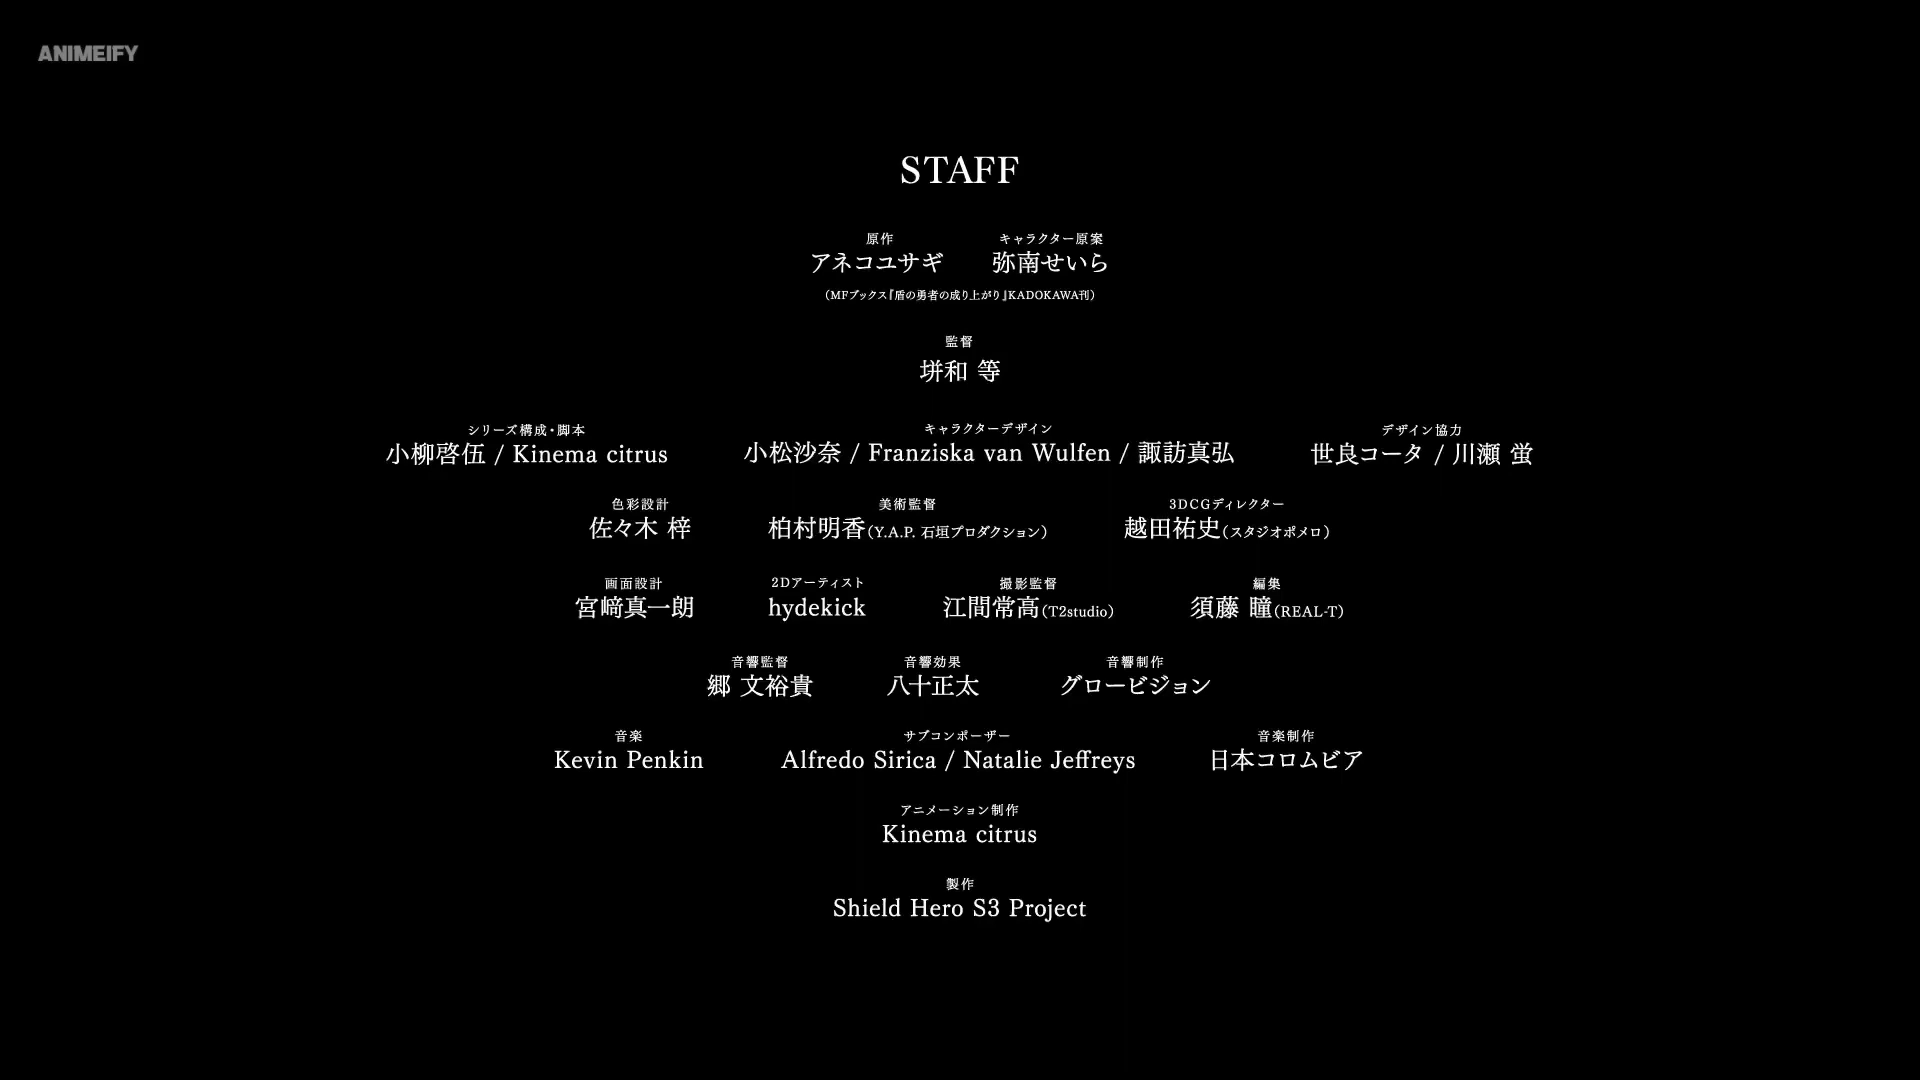 ANIMEIFY
STAFF
原作 キャラクター原案
アネコユサギ 弥南せいら
（MFブックス『盾の勇者の成り上がり』KADOKAWA刊）
監督
垪和 等
シリーズ構成・脚本 キャラクターデザイン デザイン協力
小柳啓伍 / Kinema citrus 小松沙奈 / Franziska van Wulfen / 諏訪真弘 世良コータ / 川瀬 蛍
色彩設計 美術監督 3DCGディレクター
佐々木 梓 柏村明香（Y.A.P. 石垣プロダクション） 越田祐史（スタジオポメロ）
画面設計 2Dアーティスト 撮影監督 編集
宮﨑真一朗 hydekick 江間常高（T2studio） 須藤 瞳（REAL-T）
音響監督 音響効果 音響制作
郷 文裕貴 八十正太 グロービジョン
音楽 サブコンポーザー 音楽制作
Kevin Penkin Alfredo Sirica / Natalie Jeffreys 日本コロムビア
アニメーション制作
Kinema citrus
製作
Shield Hero S3 Project